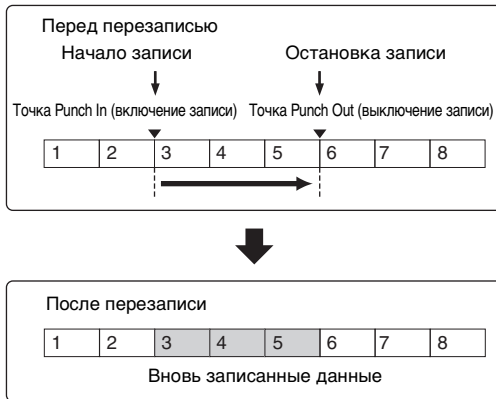 Перед перезаписью
Начало записи Остановка записи
Точка Punch In (включение записи) Точка Punch Out (выключение записи)
1 2 3 4 5 6 7 8
После перезаписи
1 2 3 4 5 6 7 8
Вновь записанные данные